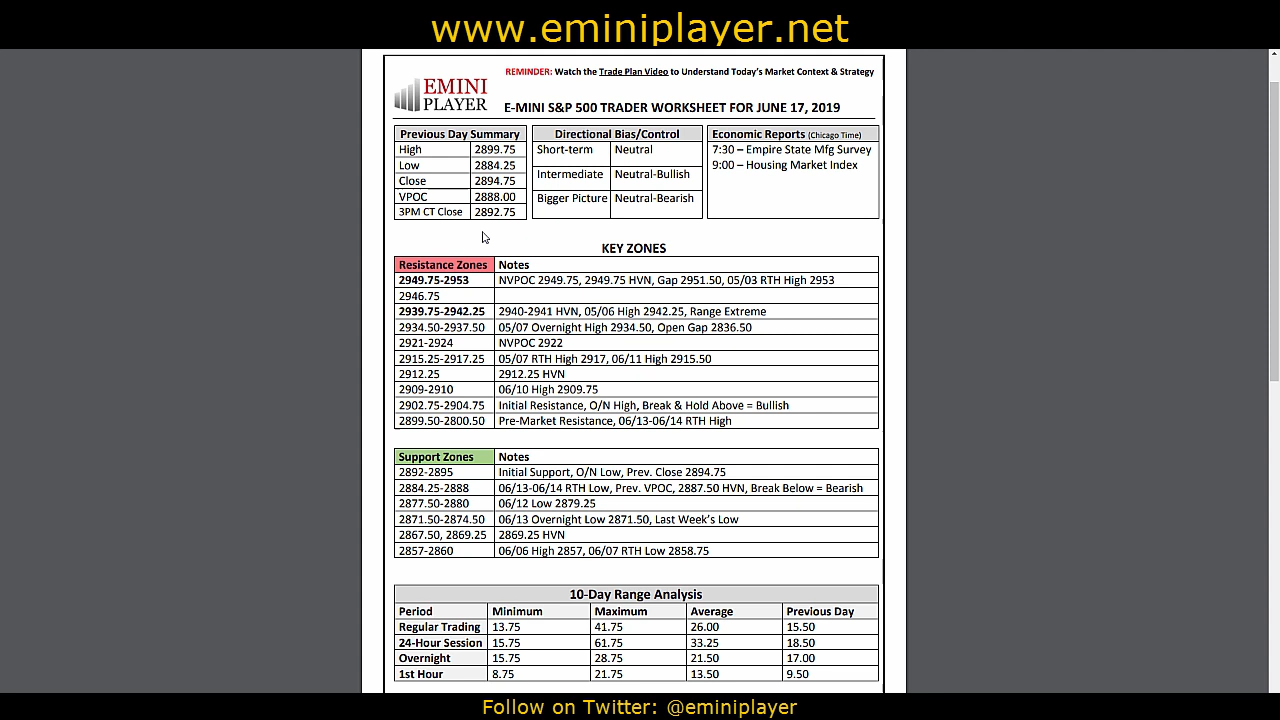 www.eminiplayer.net
REMINDER: Watch the Trade Plan Video to Understand Today's Market Context & Strategy
EMINI
PLAYER
E-MINI S&P 500 TRADER WORKSHEET FOR JUNE 17, 2019
Previous Day Summary
High 2899.75
Low 2884.25
Close 2894.75
VPOC 2888.00
3PM CT Close 2892.75
Directional Bias/Control
Short-term Neutral
Intermediate Neutral-Bullish
Bigger Picture Neutral-Bearish
Economic Reports (Chicago Time)
7:30 – Empire State Mfg Survey
9:00 – Housing Market Index
KEY ZONES
Resistance Zones Notes
2949.75-2953 NVPOC 2949.75, 2949.75 HVN, Gap 2951.50, 05/03 RTH High 2953
2946.75
2939.75-2942.25 2940-2941 HVN, 05/06 High 2942.25, Range Extreme
2934.50-2937.50 05/07 Overnight High 2934.50, Open Gap 2836.50
2921-2924 NVPOC 2922
2915.25-2917.25 05/07 RTH High 2917, 06/11 High 2915.50
2912.25 2912.25 HVN
2909-2910 06/10 High 2909.75
2902.75-2904.75 Initial Resistance, O/N High, Break & Hold Above = Bullish
2899.50-2800.50 Pre-Market Resistance, 06/13-06/14 RTH High
Support Zones Notes
2892-2895 Initial Support, O/N Low, Prev. Close 2894.75
2884.25-2888 06/13-06/14 RTH Low, Prev. VPOC, 2887.50 HVN, Break Below = Bearish
2877.50-2880 06/12 Low 2879.25
2871.50-2874.50 06/13 Overnight Low 2871.50, Last Week's Low
2867.50, 2869.25 2869.25 HVN
2857-2860 06/06 High 2857, 06/07 RTH Low 2858.75
10-Day Range Analysis
Period Minimum Maximum Average Previous Day
Regular Trading 13.75 41.75 26.00 15.50
24-Hour Session 15.75 61.75 33.25 18.50
Overnight 15.75 28.75 21.50 17.00
1st Hour 8.75 21.75 13.50 9.50
Follow on Twitter: @eminiplayer